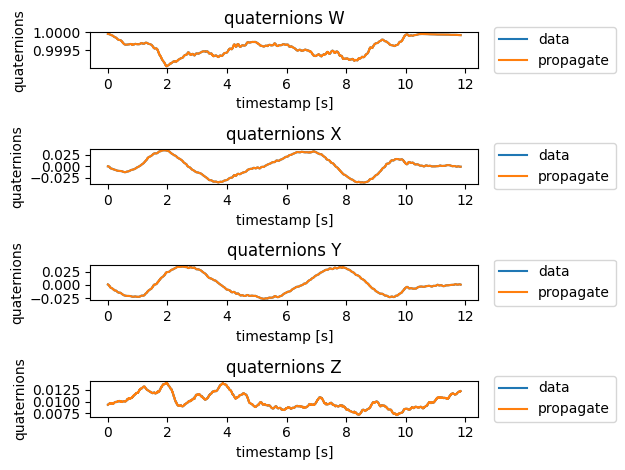 quaternions W
quaternions
1.0000
0.9995
0 2 4 6 8 10 12
timestamp [s]
data
propagate
quaternions X
quaternions
0.025
0.000
−0.025
0 2 4 6 8 10 12
timestamp [s]
data
propagate
quaternions Y
quaternions
0.025
0.000
−0.025
0 2 4 6 8 10 12
timestamp [s]
data
propagate
quaternions Z
quaternions
0.0125
0.0100
0.0075
0 2 4 6 8 10 12
timestamp [s]
data
propagate